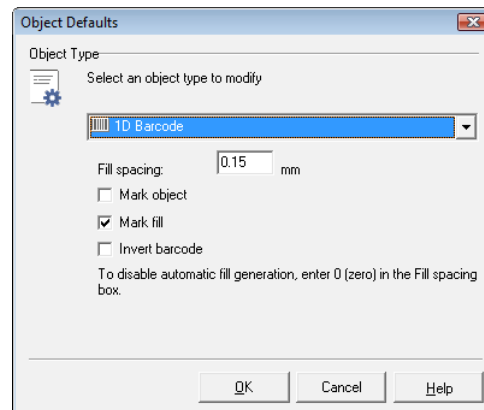 Object Defaults
Object Type
Select an object type to modify
1D Barcode
Fill spacing: 0.15 mm
Mark object
Mark fill
Invert barcode
To disable automatic fill generation, enter 0 (zero) in the Fill spacing
box.
OK Cancel Help